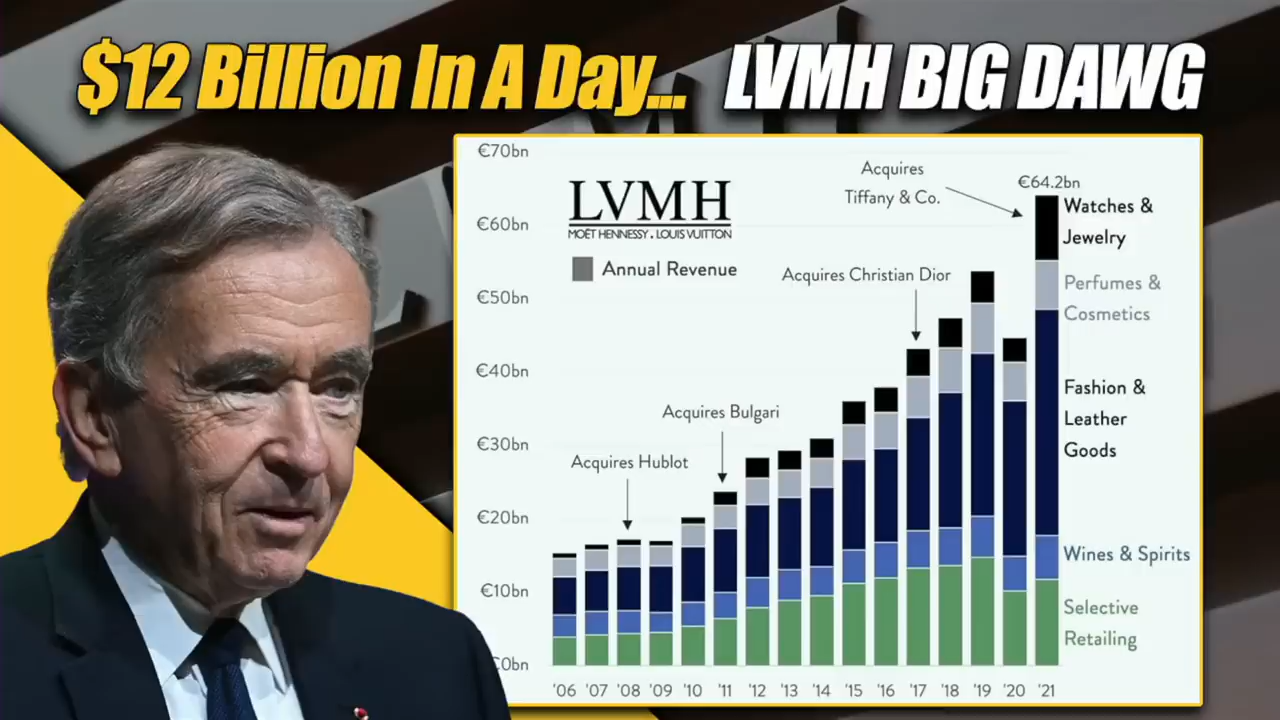 $12 Billion In A Day... LVMH BIG DAWG
€70bn
LVMH
MOËT HENNESSY . LOUIS VUITTON
Annual Revenue
Acquires
Tiffany & Co.
€64.2bn
Watches &
Jewelry
€60bn
Acquires Christian Dior
Perfumes &
Cosmetics
€50bn
€40bn
Acquires Bulgari
Fashion &
Leather
Goods
€30bn
Acquires Hublot
€20bn
Wines & Spirits
€10bn
Selective
Retailing
€0bn
'06 '07 '08 '09 '10 '11 '12 '13 '14 '15 '16 '17 '18 '19 '20 '21